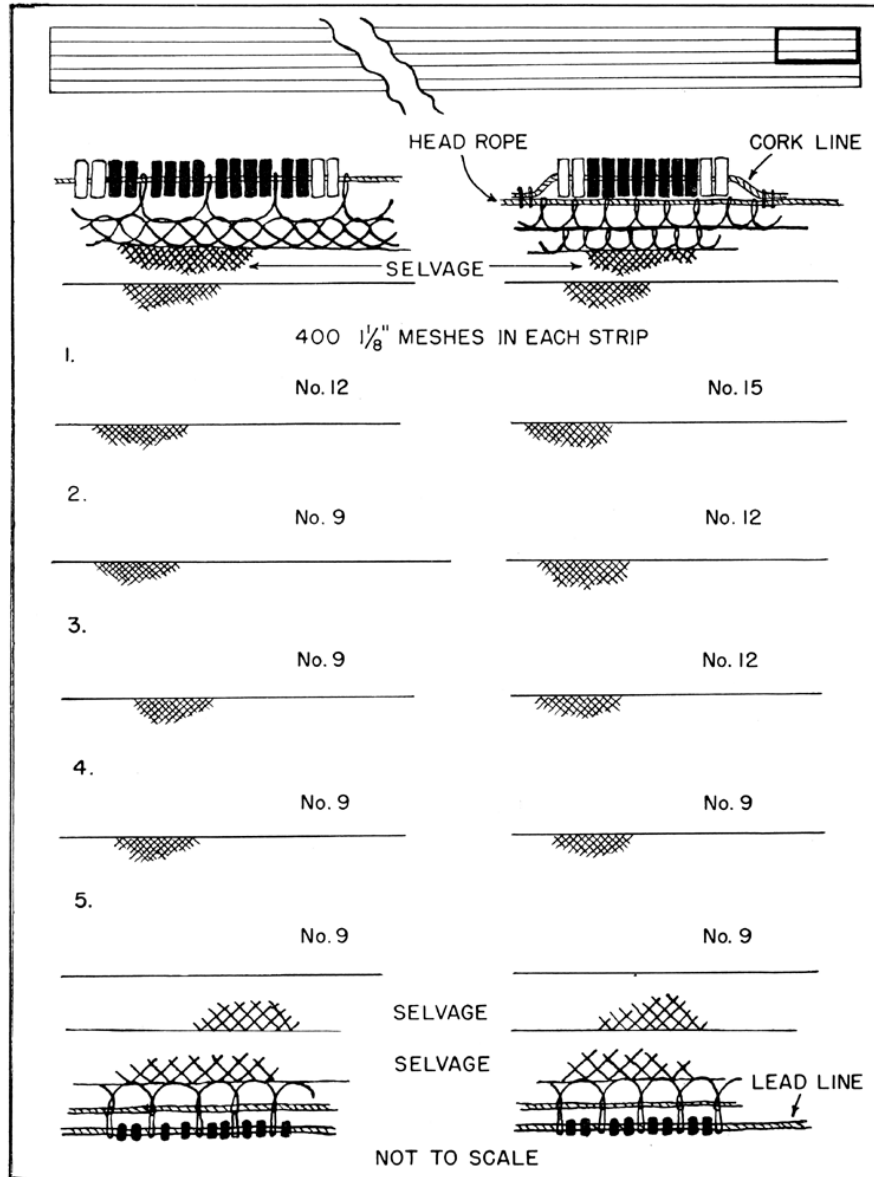 HEAD ROPE CORK LINE
SELVAGE
400 1 1/8" MESHES IN EACH STRIP
1.
No. 12 No. 15
2.
No. 9 No. 12
3.
No. 9 No. 12
4.
No. 9 No. 9
5.
No. 9 No. 9
SELVAGE
SELVAGE
LEAD LINE
NOT TO SCALE